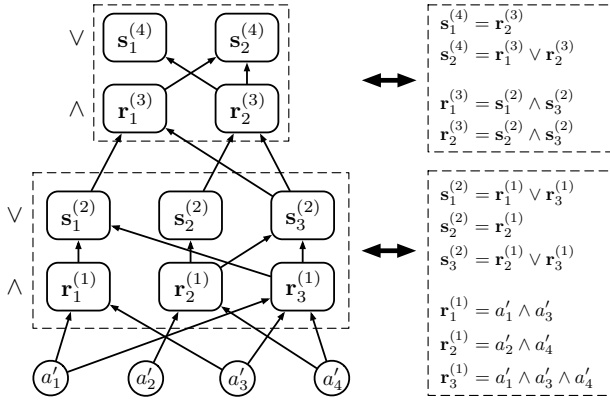 ∨ s₁⁽⁴⁾ s₂⁽⁴⁾
∧ r₁⁽³⁾ r₂⁽³⁾
∨ s₁⁽²⁾ s₂⁽²⁾ s₃⁽²⁾
∧ r₁⁽¹⁾ r₂⁽¹⁾ r₃⁽¹⁾
a′₁ a′₂ a′₃ a′₄
s₁⁽⁴⁾ = r₂⁽³⁾
s₂⁽⁴⁾ = r₁⁽³⁾ ∨ r₂⁽³⁾
r₁⁽³⁾ = s₁⁽²⁾ ∧ s₃⁽²⁾
r₂⁽³⁾ = s₂⁽²⁾ ∧ s₃⁽²⁾
s₁⁽²⁾ = r₁⁽¹⁾ ∨ r₃⁽¹⁾
s₂⁽²⁾ = r₂⁽¹⁾
s₃⁽²⁾ = r₂⁽¹⁾ ∨ r₃⁽¹⁾
r₁⁽¹⁾ = a′₁ ∧ a′₃
r₂⁽¹⁾ = a′₂ ∧ a′₄
r₃⁽¹⁾ = a′₁ ∧ a′₃ ∧ a′₄